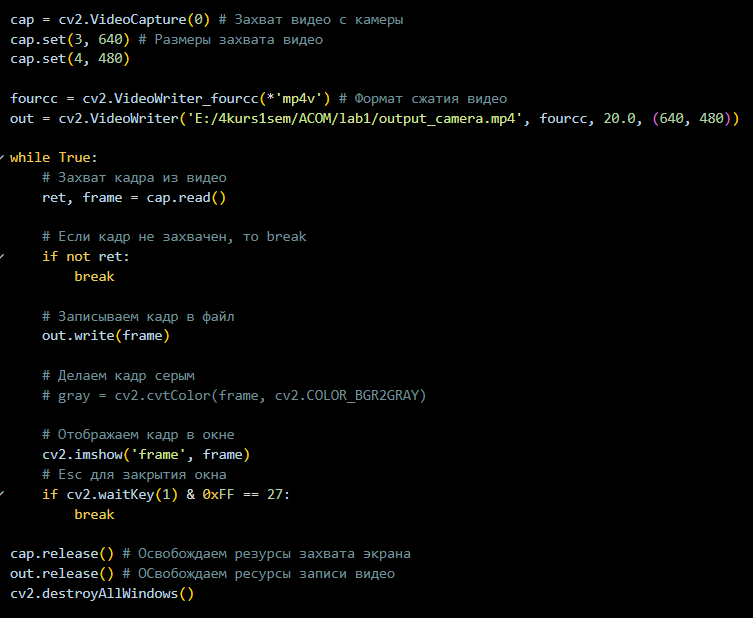 cap = cv2.VideoCapture(0) # Захват видео с камеры
cap.set(3, 640) # Размеры захвата видео
cap.set(4, 480)

fourcc = cv2.VideoWriter_fourcc(*'mp4v') # Формат сжатия видео
out = cv2.VideoWriter('E:/4kurs1sem/ACOM/lab1/output_camera.mp4', fourcc, 20.0, (640, 480))

while True:
    # Захват кадра из видео
    ret, frame = cap.read()

    # Если кадр не захвачен, то break
    if not ret:
        break

    # Записываем кадр в файл
    out.write(frame)

    # Делаем кадр серым
    # gray = cv2.cvtColor(frame, cv2.COLOR_BGR2GRAY)

    # Отображаем кадр в окне
    cv2.imshow('frame', frame)
    # Esc для закрытия окна
    if cv2.waitKey(1) & 0xFF == 27:
        break

cap.release() # Освобождаем резурсы захвата экрана
out.release() # ОСвобождаем ресурсы записи видео
cv2.destroyAllWindows()